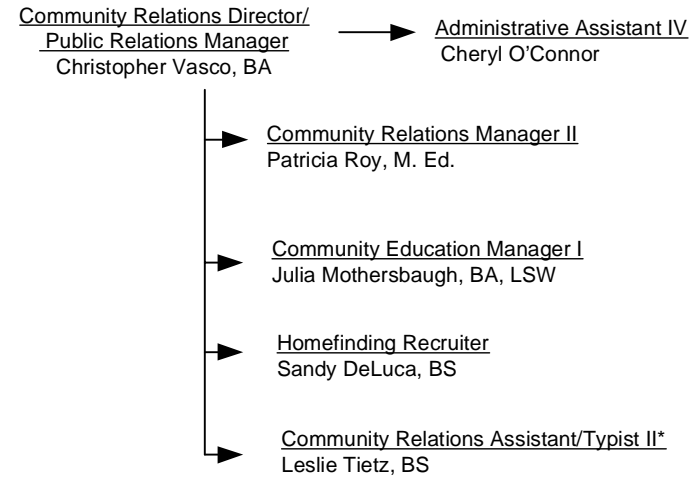 Community Relations Director/
Public Relations Manager
Christopher Vasco, BA
Administrative Assistant IV
Cheryl O'Connor
Community Relations Manager II
Patricia Roy, M. Ed.
Community Education Manager I
Julia Mothersbaugh, BA, LSW
Homefinding Recruiter
Sandy DeLuca, BS
Community Relations Assistant/Typist II*
Leslie Tietz, BS